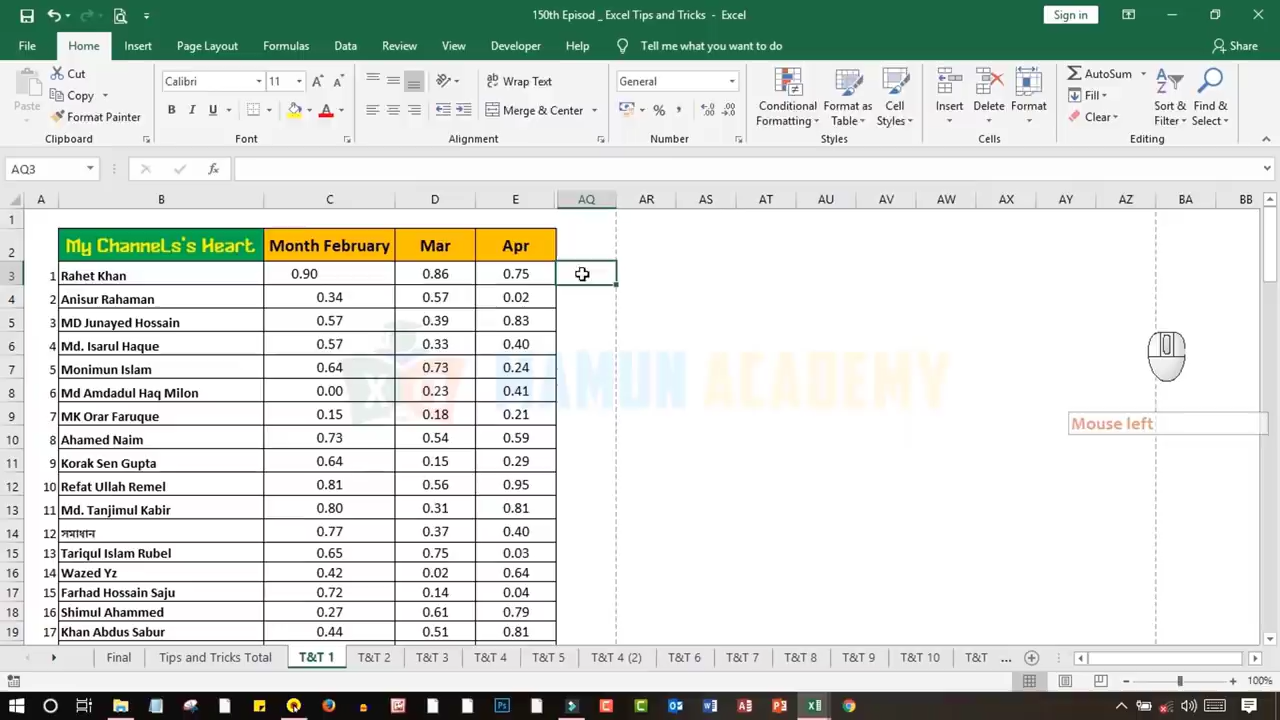 150th Episod _ Excel Tips and Tricks - Excel
Sign in
File Home Insert Page Layout Formulas Data Review View Developer Help Tell me what you want to do Share
Paste Cut Copy Format Painter Clipboard
Calibri 11 B I U Font
Wrap Text Merge & Center Alignment
General % Number
Conditional Formatting Format as Table Cell Styles Styles
Insert Delete Format Cells
AutoSum Fill Clear Sort & Filter Find & Select Editing
AQ3 fx
A B C D E AQ AR AS AT AU AV AW AX AY AZ BA BB
1
2 My Channels's Heart Month February Mar Apr
3 1 Rahet Khan 0.90 0.86 0.75
4 2 Anisur Rahaman 0.34 0.57 0.02
5 3 MD Junayed Hossain 0.57 0.39 0.83
6 4 Md. Isarul Haque 0.57 0.33 0.40
7 5 Monimun Islam 0.64 0.73 0.24
8 6 Md Amdadul Haq Milon 0.00 0.23 0.41
MAMUN ACADEMY
9 7 MK Orar Faruque 0.15 0.18 0.21
Mouse left
10 8 Ahamed Naim 0.73 0.54 0.59
11 9 Korak Sen Gupta 0.64 0.15 0.29
12 10 Refat Ullah Remel 0.81 0.56 0.95
13 11 Md. Tanjimul Kabir 0.80 0.31 0.81
14 12 সমাধান 0.77 0.37 0.40
15 13 Tariqul Islam Rubel 0.65 0.75 0.03
16 14 Wazed Yz 0.42 0.02 0.64
17 15 Farhad Hossain Saju 0.72 0.14 0.04
18 16 Shimul Ahammed 0.27 0.61 0.79
19 17 Khan Abdus Sabur 0.44 0.51 0.81
Final Tips and Tricks Total T&T 1 T&T 2 T&T 3 T&T 4 T&T 5 T&T 4 (2) T&T 6 T&T 7 T&T 8 T&T 9 T&T 10 T&T ...
100%